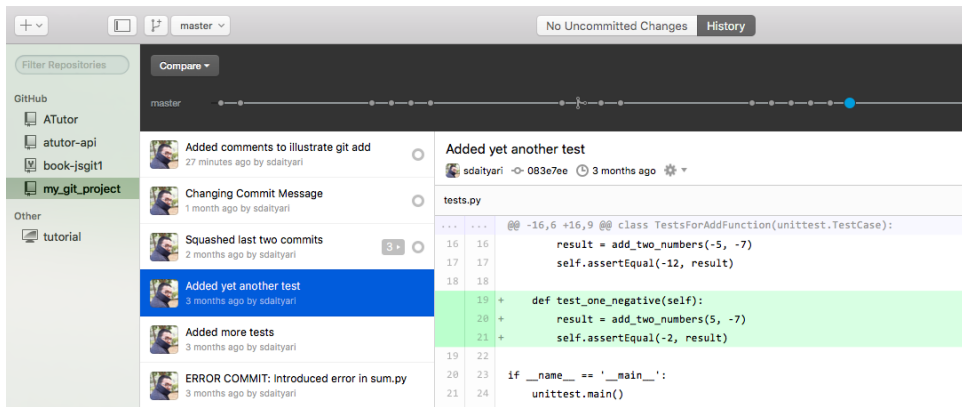 master
No Uncommitted Changes
History
Filter Repositories
Compare
GitHub
master
ATutor
atutor-api
book-jsgit1
my_git_project
Other
tutorial
Added comments to illustrate git add
27 minutes ago by sdaityari
Changing Commit Message
1 month ago by sdaityari
Squashed last two commits
2 months ago by sdaityari
3
Added yet another test
3 months ago by sdaityari
Added more tests
3 months ago by sdaityari
ERROR COMMIT: Introduced error in sum.py
3 months ago by sdaityari
Added yet another test
sdaityari 083e7ee 3 months ago
tests.py
... ... @@ -16,6 +16,9 @@ class TestsForAddFunction(unittest.TestCase):
16 16 result = add_two_numbers(-5, -7)
17 17 self.assertEqual(-12, result)
18 18
19 + def test_one_negative(self):
20 + result = add_two_numbers(5, -7)
21 + self.assertEqual(-2, result)
19 22
20 23 if __name__ == '__main__':
21 24 unittest.main()